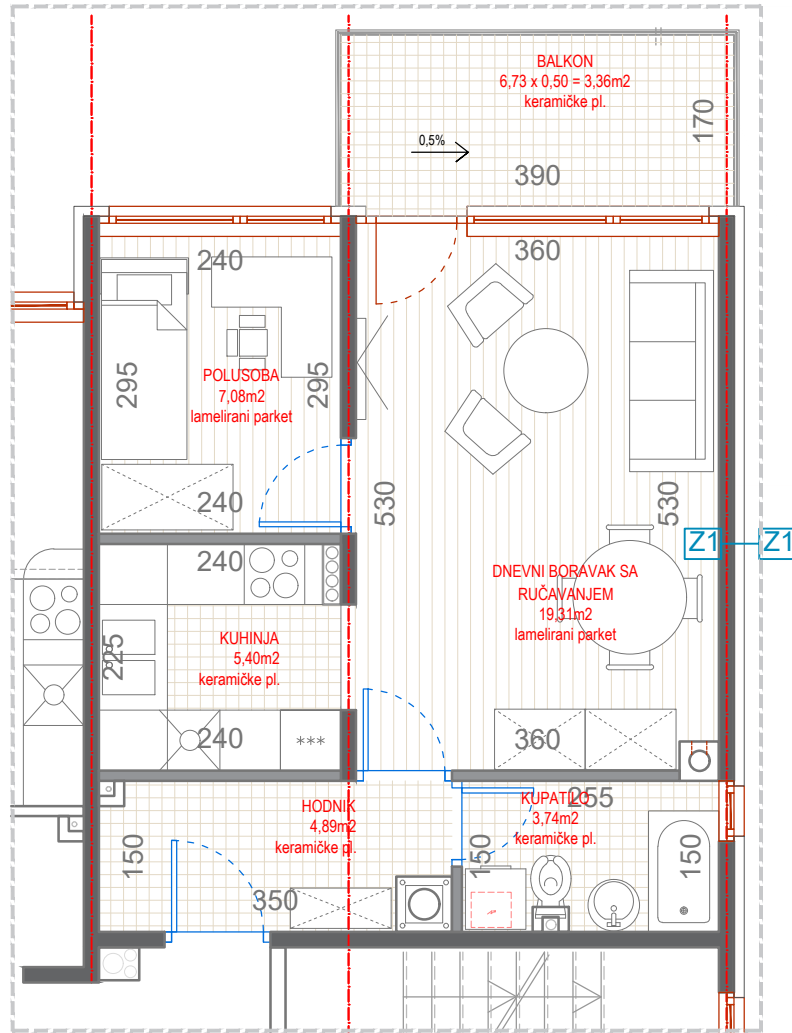 BALKON
6,73 x 0,50 = 3,36m2
keramičke pl.
170
0,5%
390
240
360
295
295
POLUSOBA
7,08m2
lamelirani parket
240
530
530
Z1
Z1
240
DNEVNI BORAVAK SA
RUČAVANJEM
19,31m2
lamelirani parket
KUHINJA
5,40m2
keramičke pl.
225
240
***
360
HODNIK
4,89m2
keramičke pl.
KUPATILO
3,74m2
keramičke pl.
255
150
150
150
350